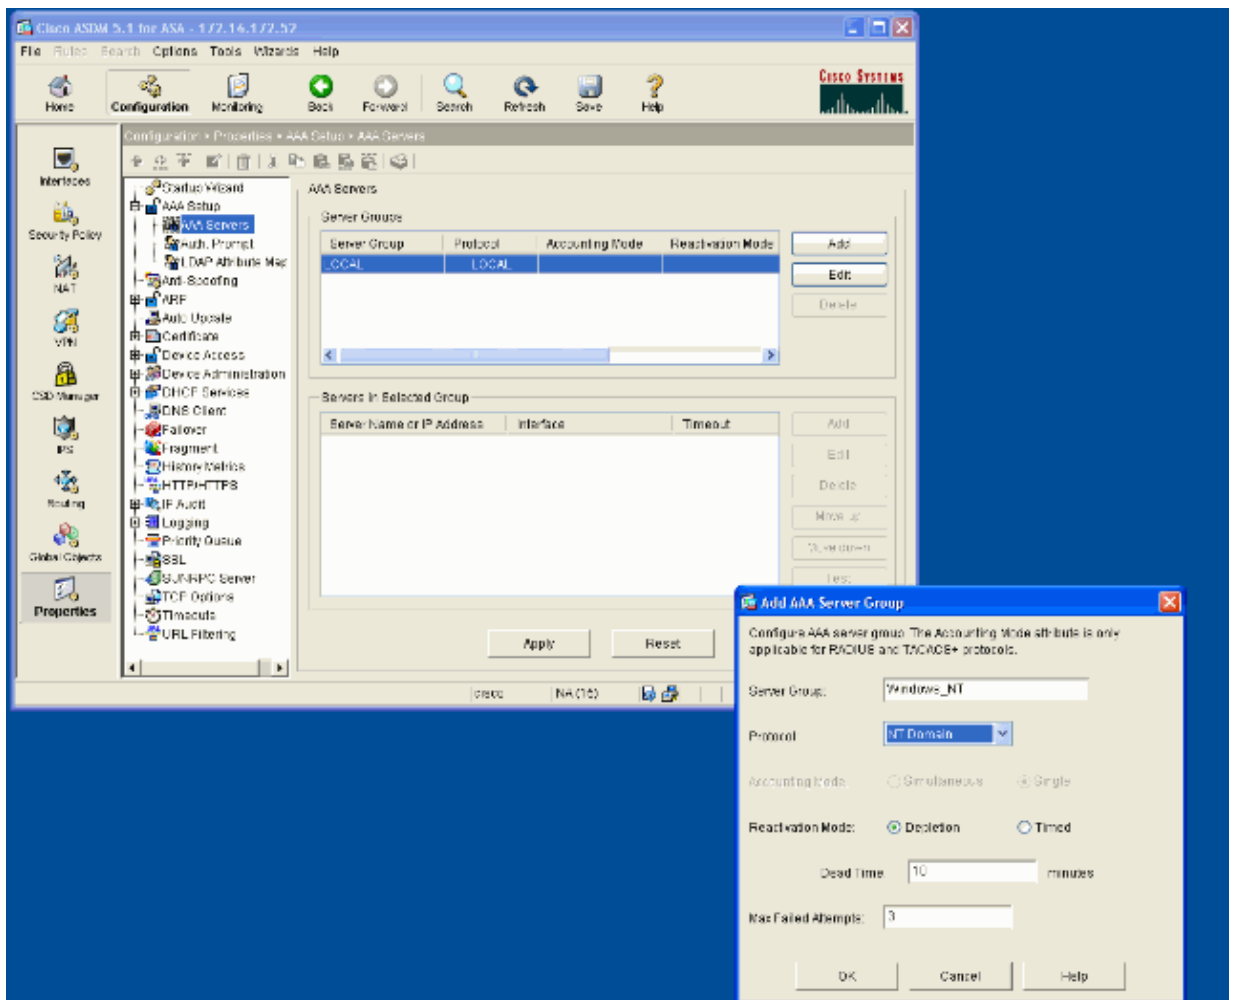 Cisco ASDM 5.1 for ASA - 172.16.172.52
File Rules Search Options Tools Wizards Help
Home Configuration Monitoring Back Forward Search Refresh Save Help
CISCO SYSTEMS
Configuration > Properties > AAA Setup > AAA Servers
Interfaces
Security Policy
NAT
VPN
CSD Manager
IPS
Routing
Global Objects
Properties
Startup Wizard
AAA Setup
AAA Servers
Auth. Prompt
LDAP Attribute Map
Anti-Spoofing
ARP
Auto Update
Certificate
Device Access
Device Administration
DHCP Services
DNS Client
Failover
Fragment
History Metrics
HTTP/HTTPS
IP Audit
Logging
Priority Queue
SSL
SUNRPC Server
TCP Options
Timeouts
URL Filtering
AAA Servers
Server Groups
Server Group Protocol Accounting Mode Reactivation Mode
LOCAL LOCAL
Add
Edit
Delete
Servers in Selected Group
Server Name or IP Address Interface Timeout
Add
Edit
Delete
Move up
Move down
Test
Apply Reset
cisco NA (15)
Add AAA Server Group
Configure AAA server group. The Accounting Mode attribute is only
applicable for RADIUS and TACACS+ protocols.
Server Group: Windows_NT
Protocol NT Domain
Accounting Mode Simultaneous Single
Reactivation Mode: Depletion Timed
Dead Time 10 minutes
Max Failed Attempts: 3
OK Cancel Help